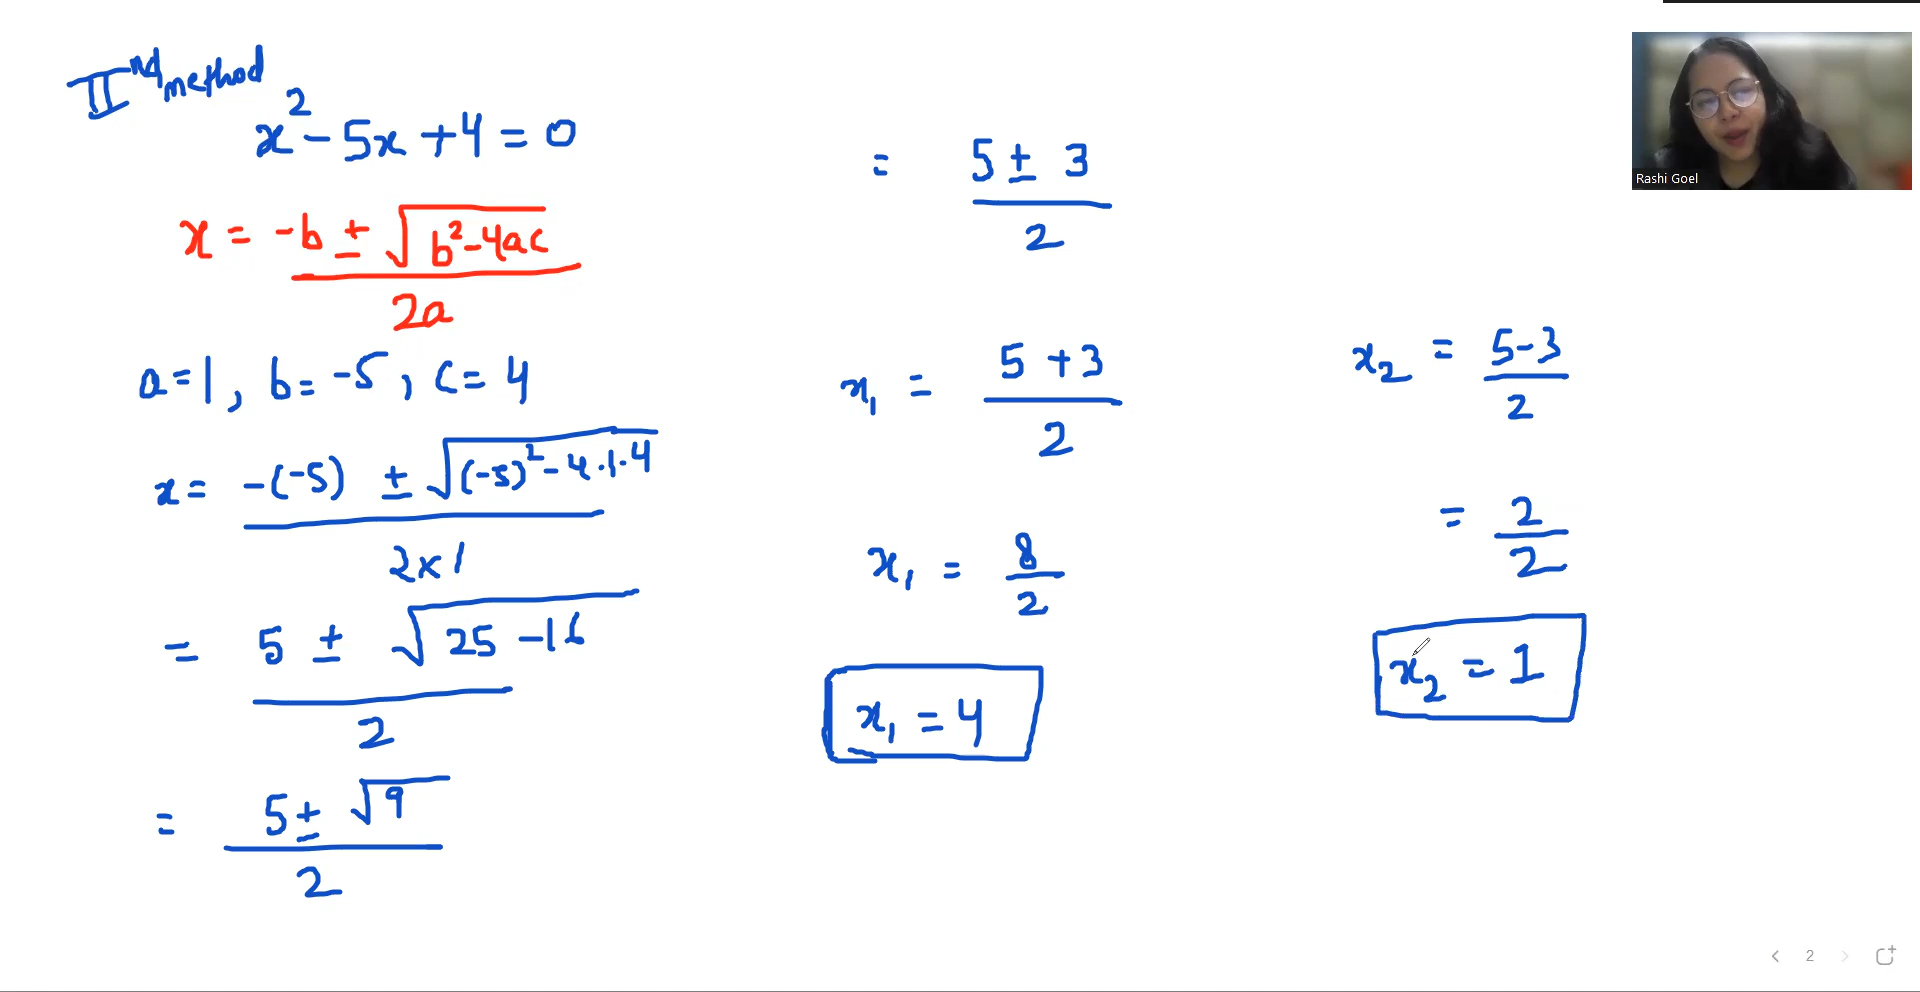 IInd method
x² - 5x + 4 = 0
x = -b ± √b² - 4ac / 2a
a = 1, b = -5, c = 4
x = -(-5) ± √(-5)² - 4·1·4 / 2×1
= 5 ± √25 - 16 / 2
= 5 ± √9 / 2
= 5 ± 3 / 2
x₁ = 5 + 3 / 2
x₁ = 8 / 2
x₁ = 4
x₂ = 5 - 3 / 2
= 2 / 2
x₂ = 1
Rashi Goel
2